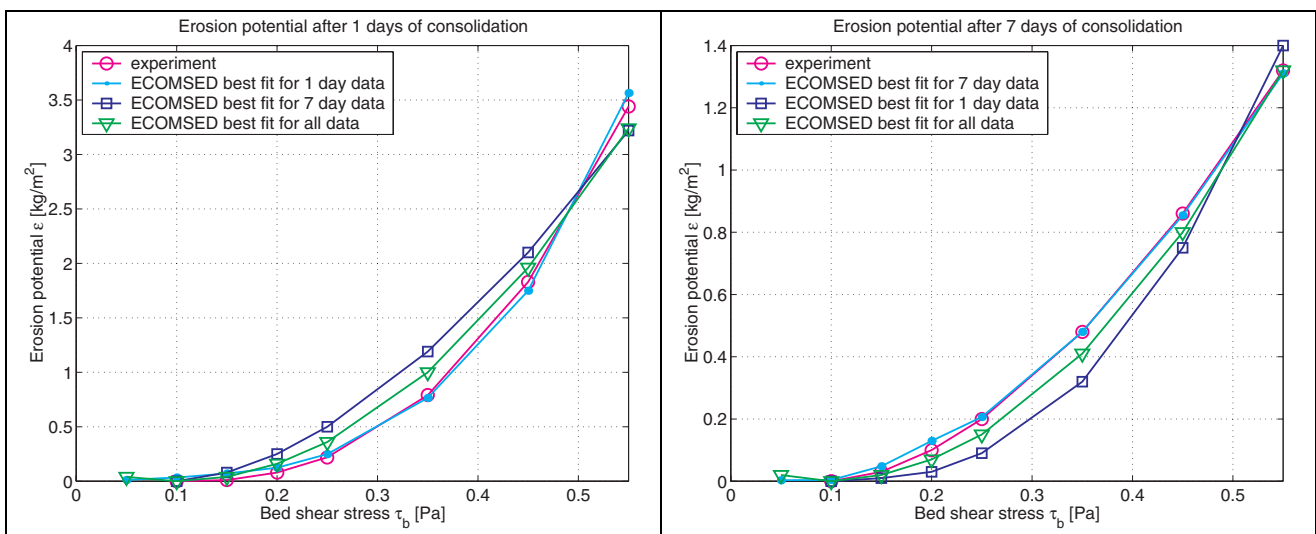 Erosion potential after 1 days of consolidation
4
3.5
3
2.5
2
1.5
1
0.5
0
Erosion potential ε [kg/m²]
experiment
ECOMSED best fit for 1 day data
ECOMSED best fit for 7 day data
ECOMSED best fit for all data
0 0.1 0.2 0.3 0.4 0.5
Bed shear stress τ_b [Pa]
Erosion potential after 7 days of consolidation
1.4
1.2
1
0.8
0.6
0.4
0.2
0
Erosion potential ε [kg/m²]
experiment
ECOMSED best fit for 7 day data
ECOMSED best fit for 1 day data
ECOMSED best fit for all data
0 0.1 0.2 0.3 0.4 0.5
Bed shear stress τ_b [Pa]